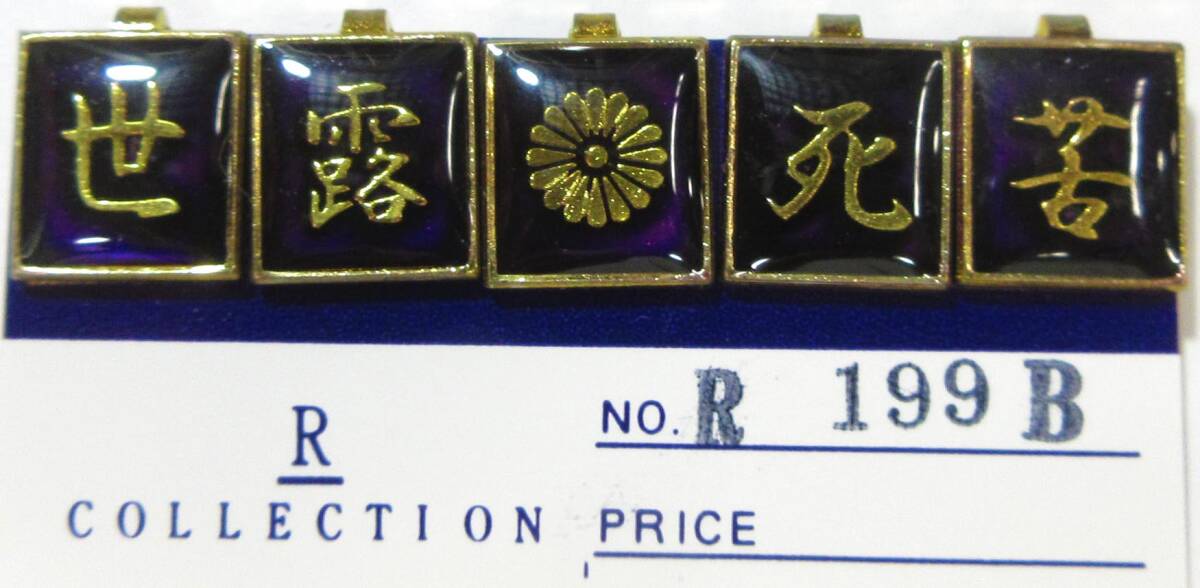 世露死苦
NO. R 199 B
R
COLLECTION
PRICE